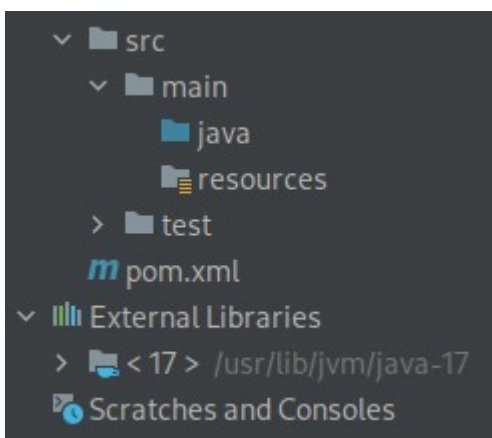 src
main
java
resources
test
m pom.xml
External Libraries
< 17 > /usr/lib/jvm/java-17
Scratches and Consoles